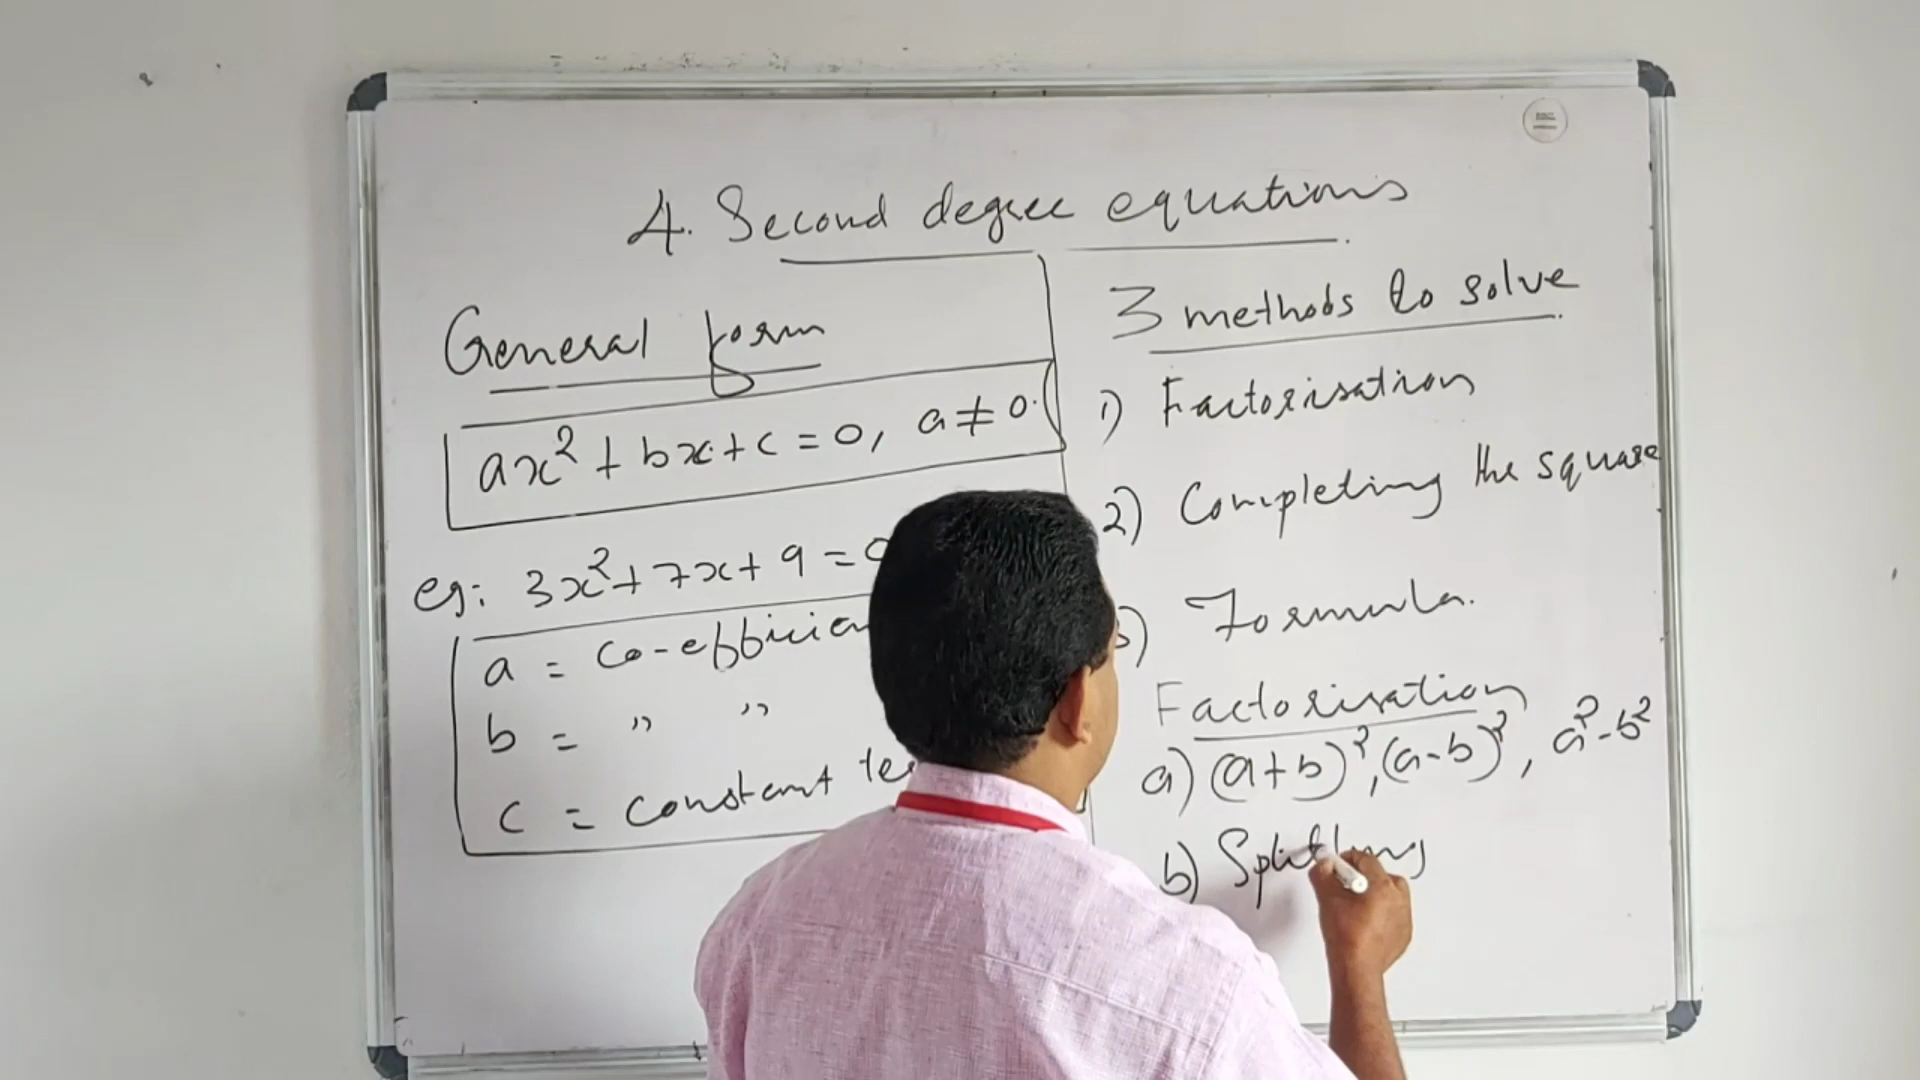 4. Second degree equations
General form
ax² + bx + c = 0, a ≠ 0.
eg: 3x² + 7x + 9 =
a = co-efficien
b = " "
c = constant te
3 methods to solve
1) Factorisation
2) Completing the square
) Formula.
Factorisation
a) (a+b)², (a-b)², a²-b²
b) Splitting